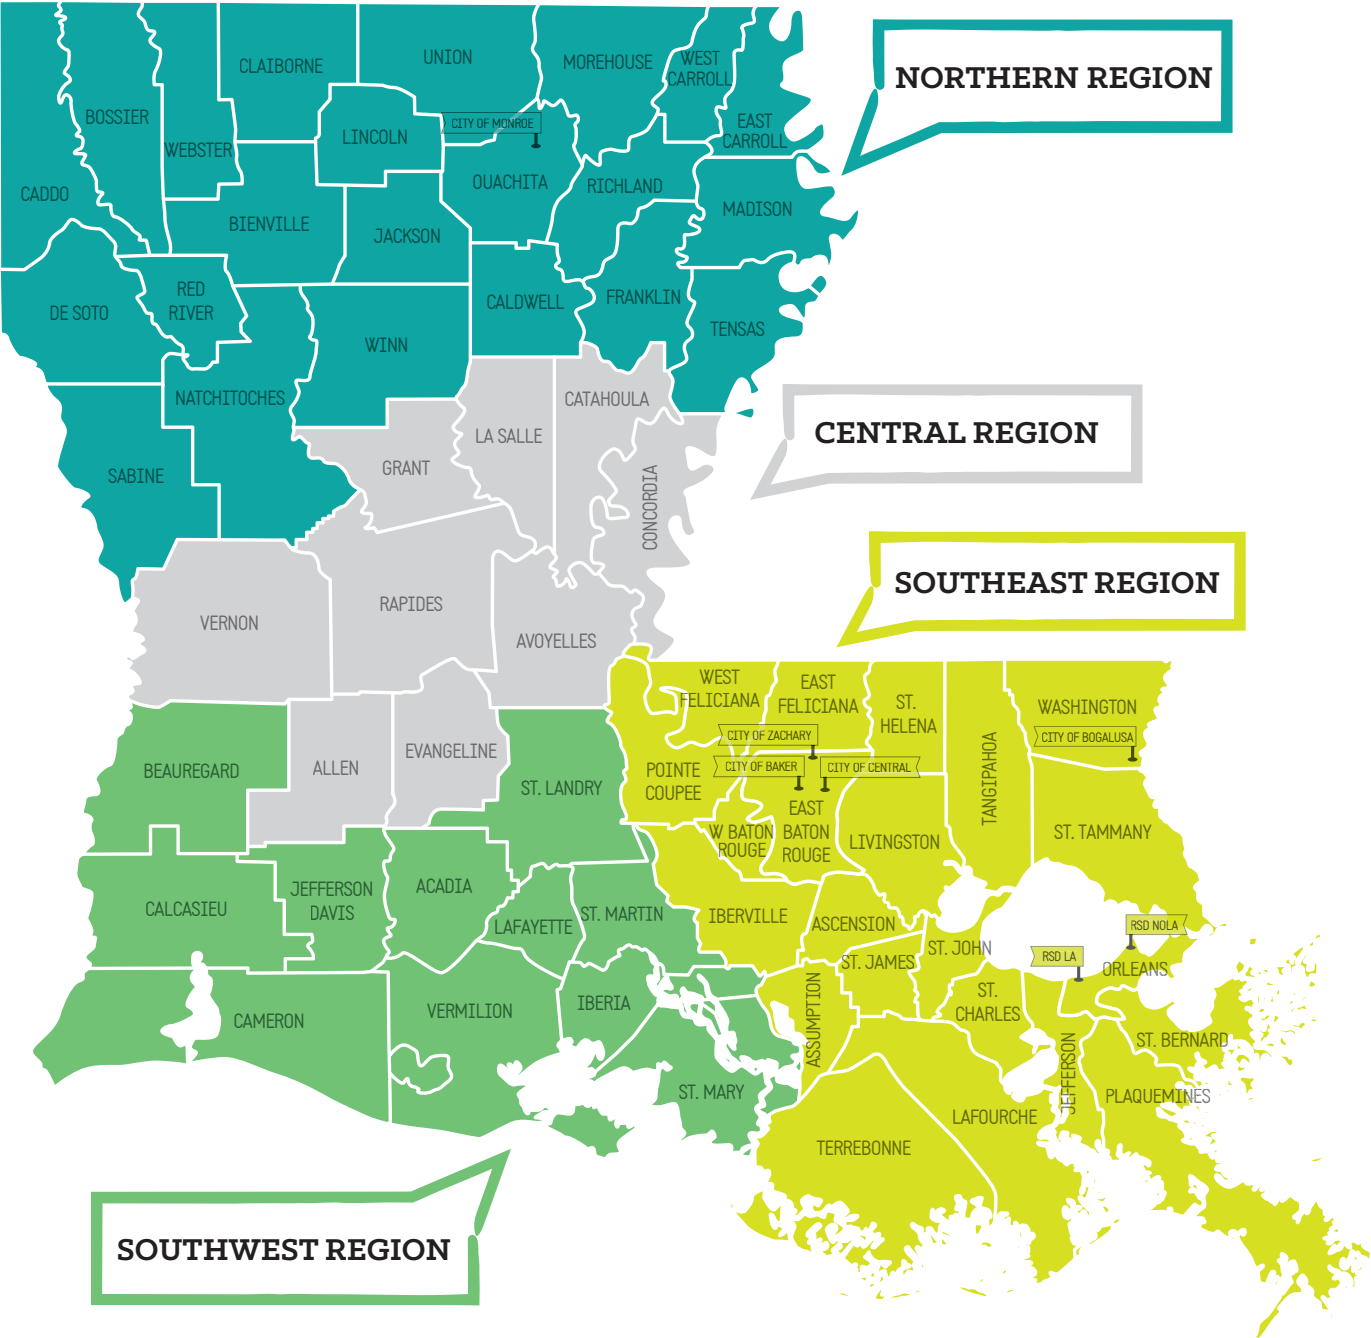 NORTHERN REGION
CLAIBORNE
UNION
MOREHOUSE
WEST
CARROLL
BOSSIER
WEBSTER
LINCOLN
CITY OF MONROE
EAST
CARROLL
CADDO
OUACHITA
RICHLAND
MADISON
BIENVILLE
JACKSON
DE SOTO
RED
RIVER
CALDWELL
FRANKLIN
TENSAS
WINN
NATCHITOCHES
SABINE
CENTRAL REGION
CATAHOULA
LA SALLE
GRANT
CONCORDIA
VERNON
RAPIDES
AVOYELLES
ALLEN
EVANGELINE
SOUTHEAST REGION
WEST
FELICIANA
EAST
FELICIANA
ST.
HELENA
WASHINGTON
CITY OF BOGALUSA
CITY OF ZACHARY
CITY OF BAKER
CITY OF CENTRAL
TANGIPAHOA
POINTE
COUPEE
W BATON
ROUGE
EAST
BATON
ROUGE
LIVINGSTON
ST. TAMMANY
IBERVILLE
ASCENSION
ST. JAMES
ST. JOHN
RSD NOLA
RSD LA
ORLEANS
ST.
CHARLES
ASSUMPTION
JEFFERSON
ST. BERNARD
PLAQUEMINES
LAFOURCHE
TERREBONNE
BEAUREGARD
ST. LANDRY
CALCASIEU
JEFFERSON
DAVIS
ACADIA
LAFAYETTE
ST. MARTIN
CAMERON
VERMILION
IBERIA
ST. MARY
SOUTHWEST REGION